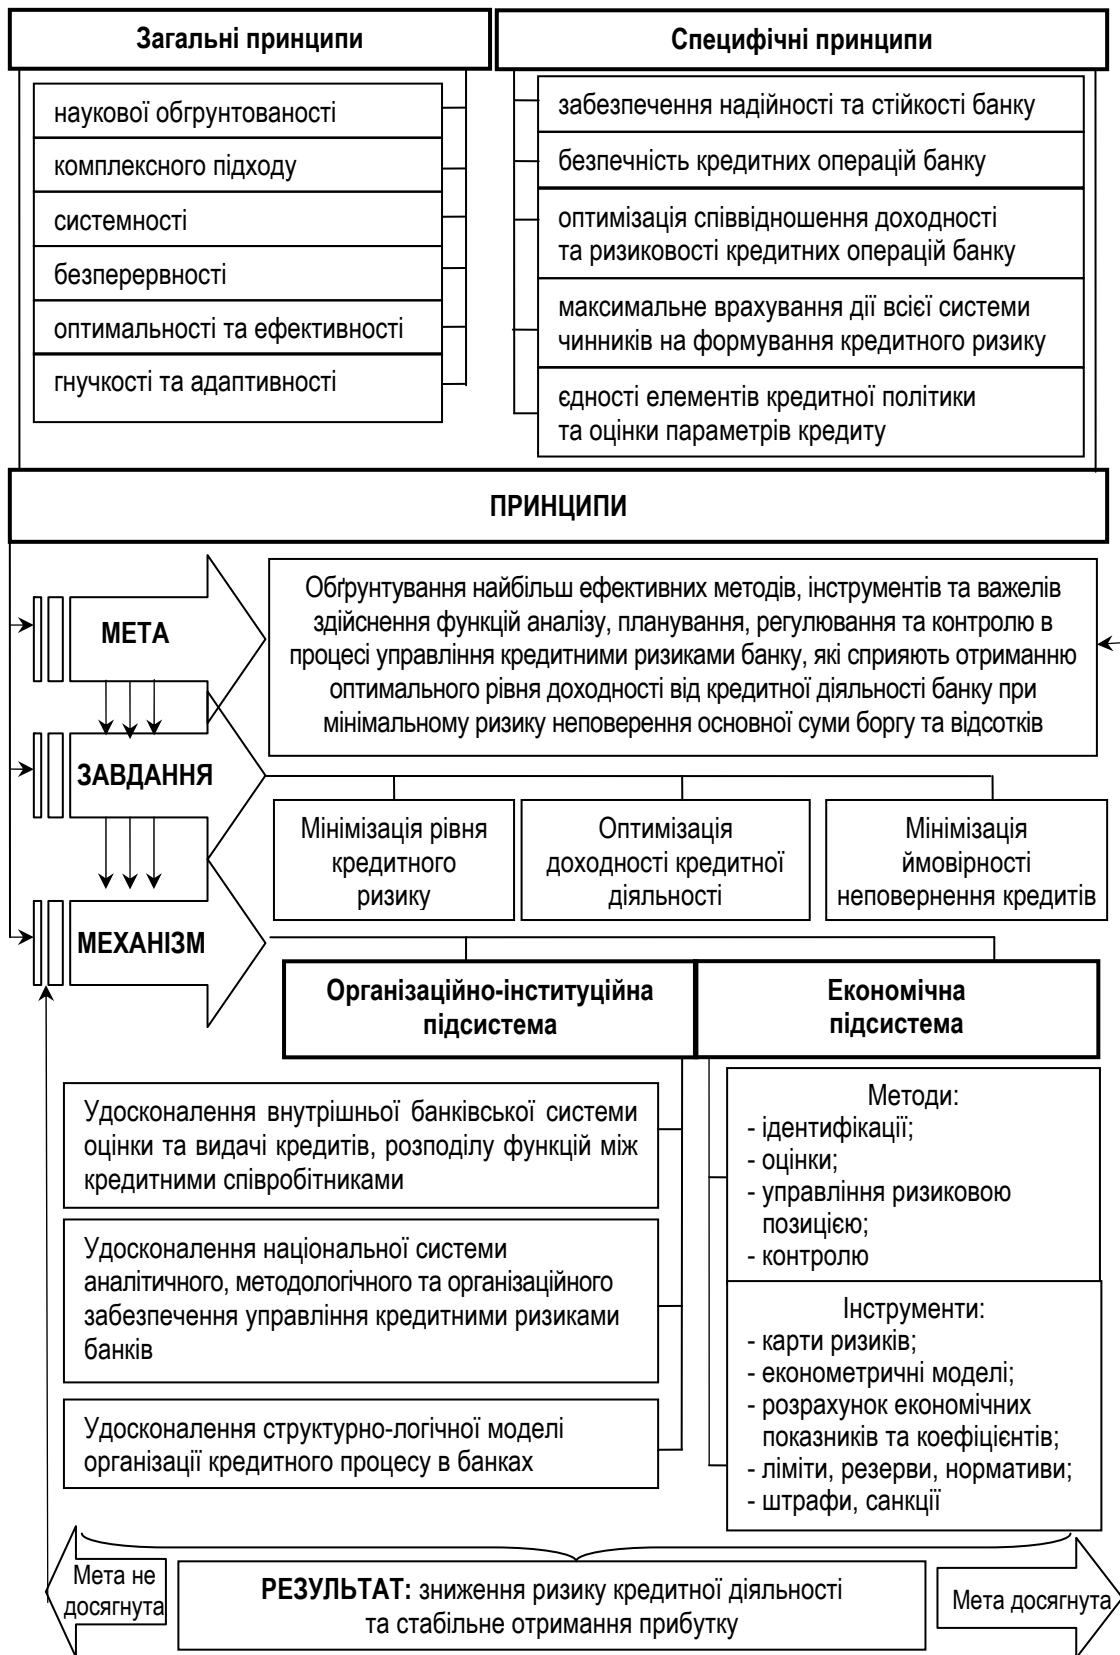 Загальні принципи
наукової обгрунтованості
комплексного підходу
системності
безперервності
оптимальності та ефективності
гнучкості та адаптивності
Специфічні принципи
забезпечення надійності та стійкості банку
безпечність кредитних операцій банку
оптимізація співвідношення доходності
та ризиковості кредитних операцій банку
максимальне врахування дії всієї системи
чинників на формування кредитного ризику
єдності елементів кредитної політики
та оцінки параметрів кредиту
ПРИНЦИПИ
МЕТА
Обґрунтування найбільш ефективних методів, інструментів та важелів
здійснення функцій аналізу, планування, регулювання та контролю в
процесі управління кредитними ризиками банку, які сприяють отриманню
оптимального рівня доходності від кредитної діяльності банку при
мінімальному ризику неповерення основної суми боргу та відсотків
ЗАВДАННЯ
Мінімізація рівня
кредитного
ризику
Оптимізація
доходності кредитної
діяльності
Мінімізація
ймовірності
неповернення кредитів
МЕХАНІЗМ
Організаційно-інституційна
підсистема
Удосконалення внутрішньої банківської системи
оцінки та видачі кредитів, розподілу функцій між
кредитними співробітниками
Удосконалення національної системи
аналітичного, методологічного та організаційного
забезпечення управління кредитними ризиками
банків
Удосконалення структурно-логічної моделі
організації кредитного процесу в банках
Економічна
підсистема
Методи:
- ідентифікації;
- оцінки;
- управління ризиковою
позицією;
- контролю
Інструменти:
- карти ризиків;
- економетричні моделі;
- розрахунок економічних
показників та коефіцієнтів;
- ліміти, резерви, нормативи;
- штрафи, санкції
Мета не
досягнута
РЕЗУЛЬТАТ: зниження ризику кредитної діяльності
та стабільне отримання прибутку
Мета досягнута